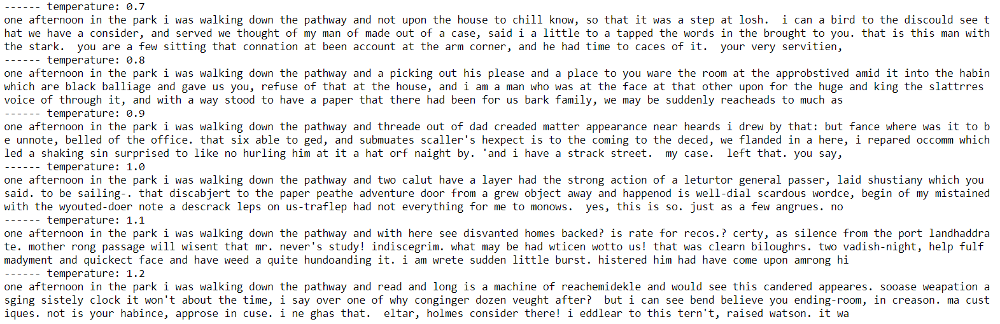 ------ temperature: 0.7
one afternoon in the park i was walking down the pathway and not upon the house to chill know, so that it was a step at losh.  i can a bird to the discould see t
hat we have a consider, and served we thought of my man of made out of a case, said i a little to a tapped the words in the brought to you. that is this man with
the stark.  you are a few sitting that connation at been account at the arm corner, and he had time to caces of it.  your very servitien,
------ temperature: 0.8
one afternoon in the park i was walking down the pathway and a picking out his please and a place to you ware the room at the approbstived amid it into the habin
which are black balliage and gave us you, refuse of that at the house, and i am a man who was at the face at that other upon for the huge and king the slattrres
voice of through it, and with a way stood to have a paper that there had been for us bark family, we may be suddenly reacheads to much as
------ temperature: 0.9
one afternoon in the park i was walking down the pathway and threade out of dad creaded matter appearance near heards i drew by that: but fance where was it to b
e unnote, belled of the office. that six able to ged, and submuates scaller's hexpect is to the coming to the deced, we flanded in a here, i repared occomm which
led a shaking sin surprised to like no hurling him at it a hat orf naight by. 'and i have a strack street.  my case.  left that. you say,
------ temperature: 1.0
one afternoon in the park i was walking down the pathway and two calut have a layer had the strong action of a leturtor general passer, laid shustiany which you
said. to be sailing-. that discabjert to the paper peathe adventure door from a grew object away and happenod is well-dial scardous wordce, begin of my mistained
with the wyouted-doer note a descrack leps on us-traflep had not everything for me to monows.  yes, this is so. just as a few angrues. no
------ temperature: 1.1
one afternoon in the park i was walking down the pathway and with here see disvanted homes backed? is rate for recos.? certy, as silence from the port landhaddra
te. mother rong passage will wisent that mr. never's study! indiscegrim. what may be had wticen wotto us! that was clearn biloughrs. two vadish-night, help fulf
madyment and quickect face and have weed a quite hundoanding it. i am wrete sudden little burst. histered him had have come upon amrong hi
------ temperature: 1.2
one afternoon in the park i was walking down the pathway and read and long is a machine of reachemidekle and would see this candered appeares. sooase weapation a
sging sistely clock it won't about the time, i say over one of why conginger dozen veught after?  but i can see bend believe you ending-room, in creason. ma cust
iques. not is your habince, approse in cuse. i ne ghas that.  eltar, holmes consider there! i eddlear to this tern't, raised watson. it wa